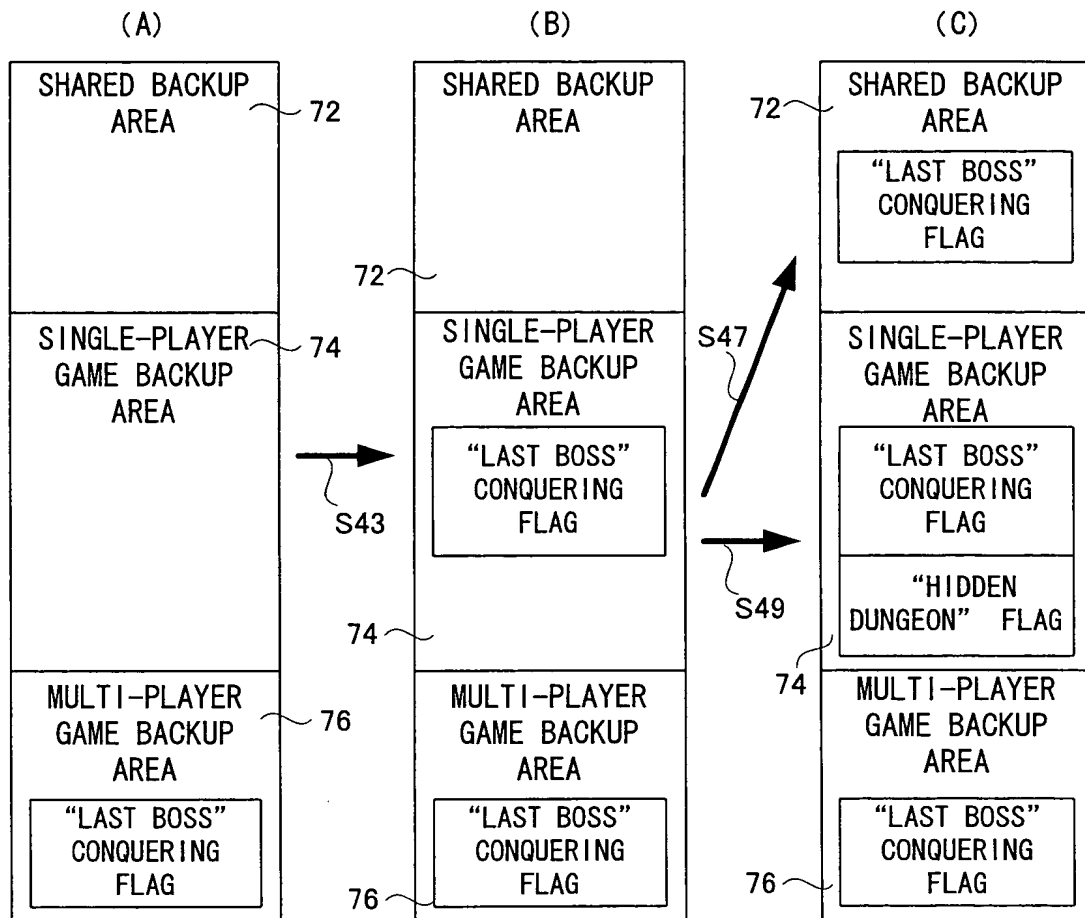 (A)
SHARED BACKUP
AREA
72
SINGLE-PLAYER
GAME BACKUP
AREA
74
MULTI-PLAYER
GAME BACKUP
AREA
76
“LAST BOSS”
CONQUERING
FLAG
S43
(B)
SHARED BACKUP
AREA
72
SINGLE-PLAYER
GAME BACKUP
AREA
“LAST BOSS”
CONQUERING
FLAG
74
MULTI-PLAYER
GAME BACKUP
AREA
“LAST BOSS”
CONQUERING
FLAG
76
S47
S49
(C)
SHARED BACKUP
AREA
72
“LAST BOSS”
CONQUERING
FLAG
SINGLE-PLAYER
GAME BACKUP
AREA
“LAST BOSS”
CONQUERING
FLAG
“HIDDEN
DUNGEON” FLAG
74
MULTI-PLAYER
GAME BACKUP
AREA
“LAST BOSS”
CONQUERING
FLAG
76